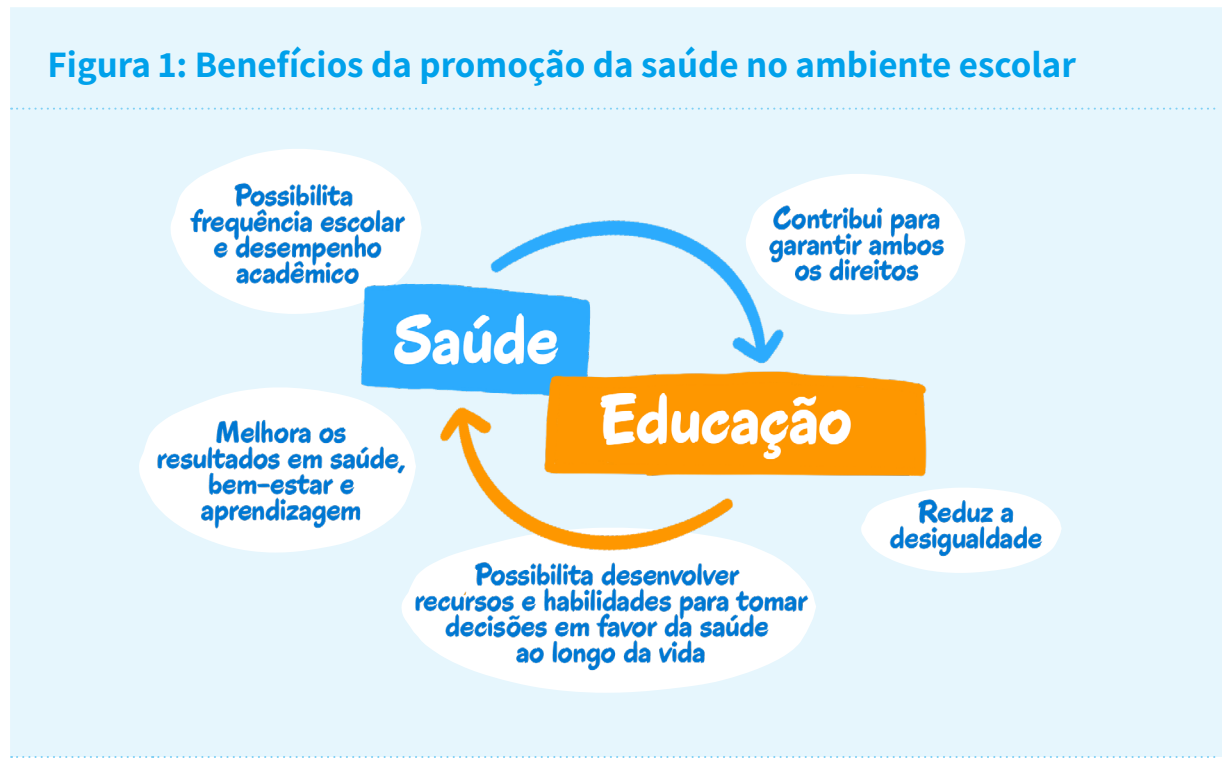 Figura 1: Benefícios da promoção da saúde no ambiente escolar
Possibilita
frequência escolar
e desempenho
acadêmico
Contribui para
garantir ambos
os direitos
Saúde
Educação
Melhora os
resultados em saúde,
bem-estar e
aprendizagem
Reduz a
desigualdade
Possibilita desenvolver
recursos e habilidades para tomar
decisões em favor da saúde
ao longo da vida